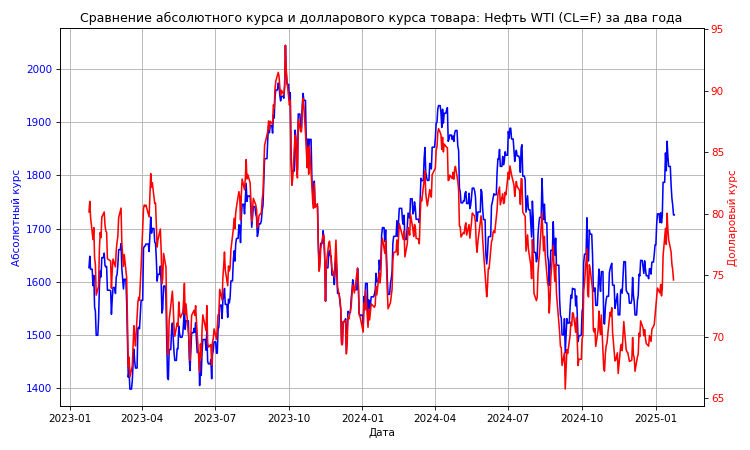 Сравнение абсолютного курса и долларового курса товара: Нефть WTI (CL=F) за два года
Абсолютный курс
2000
1900
1800
1700
1600
1500
1400
95
90
85
80
75
70
65
Долларовый курс
2023-01 2023-04 2023-07 2023-10 2024-01 2024-04 2024-07 2024-10 2025-01
Дата